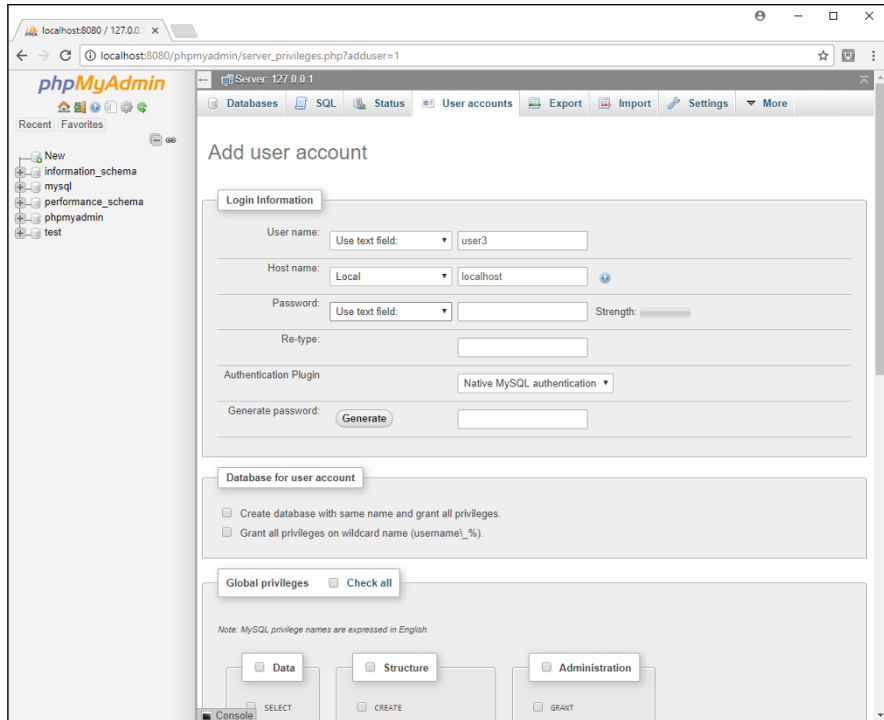 localhost:8080 / 127.0.0.1
localhost:8080/phpmyadmin/server_privileges.php?adduser=1
phpMyAdmin
Recent Favorites
New
information_schema
mysql
performance_schema
phpmyadmin
test
Server: 127.0.0.1
Databases SQL Status User accounts Export Import Settings More
Add user account
Login Information
User name: Use text field: user3
Host name: Local localhost
Password: Use text field: Strength:
Re-type:
Authentication Plugin Native MySQL authentication
Generate password: Generate
Database for user account
Create database with same name and grant all privileges.
Grant all privileges on wildcard name (username\_%).
Global privileges Check all
Note: MySQL privilege names are expressed in English.
Data Structure Administration
SELECT CREATE GRANT
Console